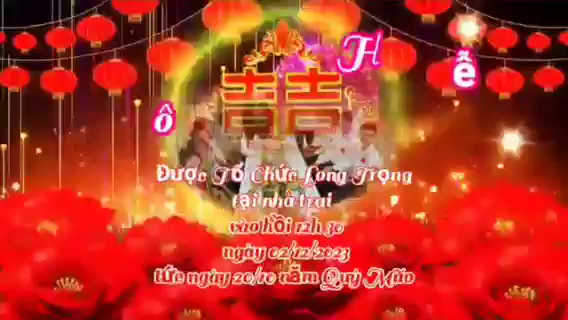 囍
H
ễ
ô
Được Tổ Chức Long Trọng
tại nhà trai
vào hồi 12h 30
ngày 02/12/2023
tức ngày 20/10 năm Quý Mão